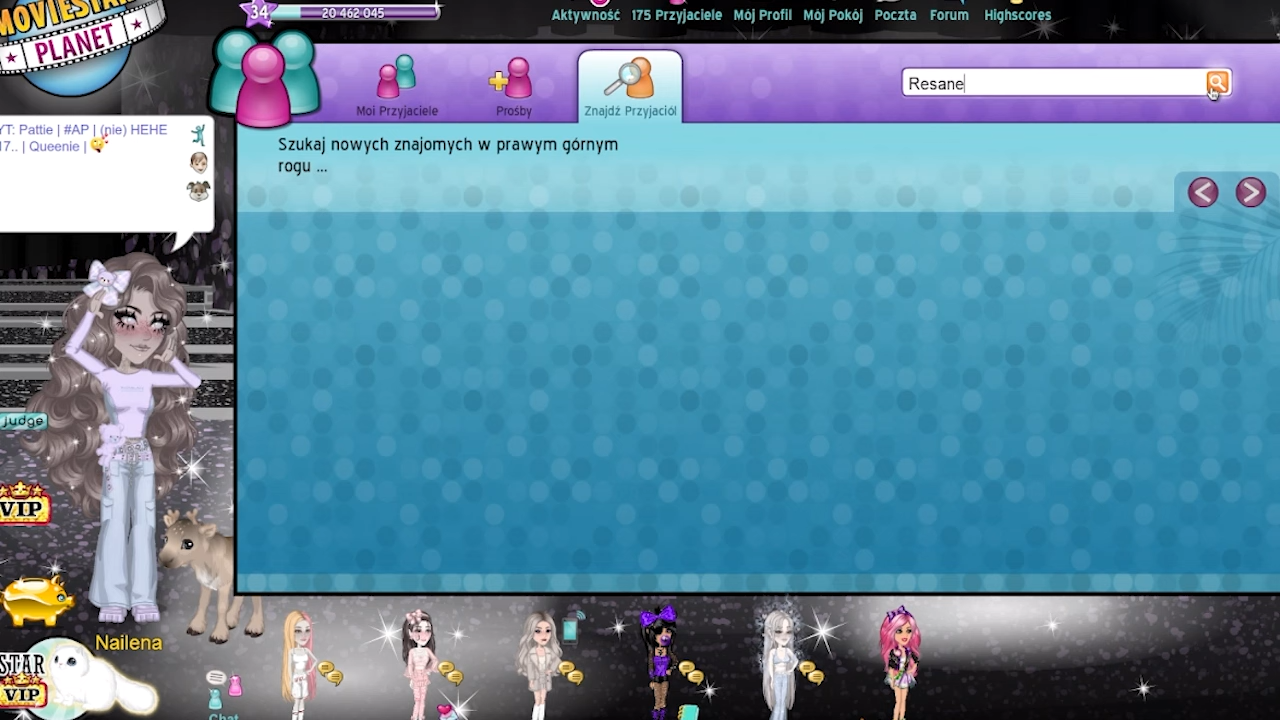 MOVIESTAR
PLANET
34
20 462 045
Aktywność
175 Przyjaciele
Mój Profil
Mój Pokój
Poczta
Forum
Highscores
Moi Przyjaciele
Prośby
Znajdź Przyjaciół
Resane
YT: Pattie | #AP | (nie) HEHE
17.. | Queenie |
Szukaj nowych znajomych w prawym górnym
rogu ...
judge
VIP
Nailena
STAR
VIP
Chat